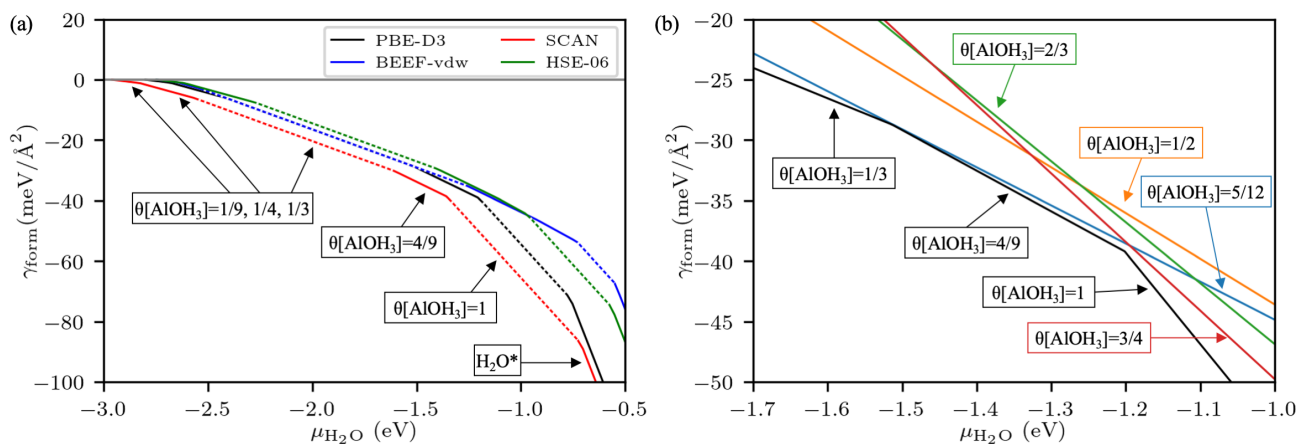 (a)
20
0
−20
−40
−60
−80
−100
γform(meV/Å²)
PBE-D3
BEEF-vdw
SCAN
HSE-06
θ[AlOH₃]=1/9, 1/4, 1/3
θ[AlOH₃]=4/9
θ[AlOH₃]=1
H₂O*
−3.0 −2.5 −2.0 −1.5 −1.0 −0.5
μH₂O (eV)
(b)
−20
−25
−30
−35
−40
−45
−50
γform(meV/Å²)
θ[AlOH₃]=2/3
θ[AlOH₃]=1/2
θ[AlOH₃]=1/3
θ[AlOH₃]=5/12
θ[AlOH₃]=4/9
θ[AlOH₃]=1
θ[AlOH₃]=3/4
−1.7 −1.6 −1.5 −1.4 −1.3 −1.2 −1.1 −1.0
μH₂O (eV)